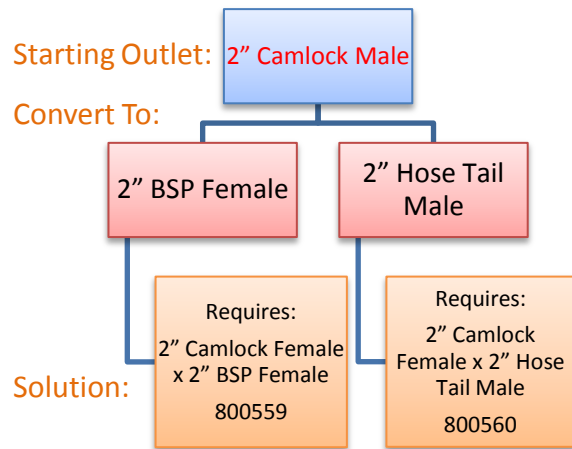 Starting Outlet:
2” Camlock Male
Convert To:
2” BSP Female
2” Hose Tail
Male
Solution:
Requires:
2” Camlock Female
x 2” BSP Female
800559
Requires:
2” Camlock
Female x 2” Hose
Tail Male
800560